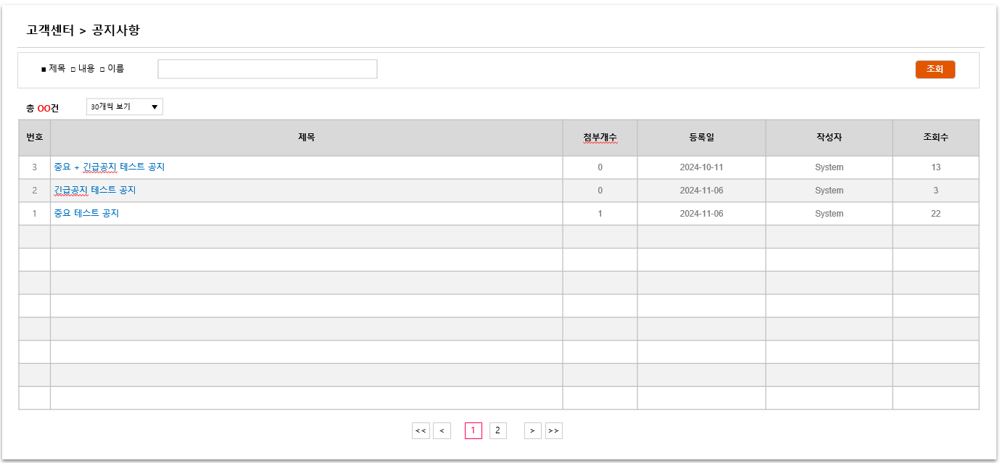 고객센터 > 공지사항
■ 제목 □ 내용 □ 이름
조회
총 OO건
30개씩 보기 ▼
번호 제목 첨부개수 등록일 작성자 조회수
3 중요 + 긴급공지 테스트 공지 0 2024-10-11 System 13
2 긴급공지 테스트 공지 0 2024-11-06 System 3
1 중요 테스트 공지 1 2024-11-06 System 22
<< < 1 2 > >>